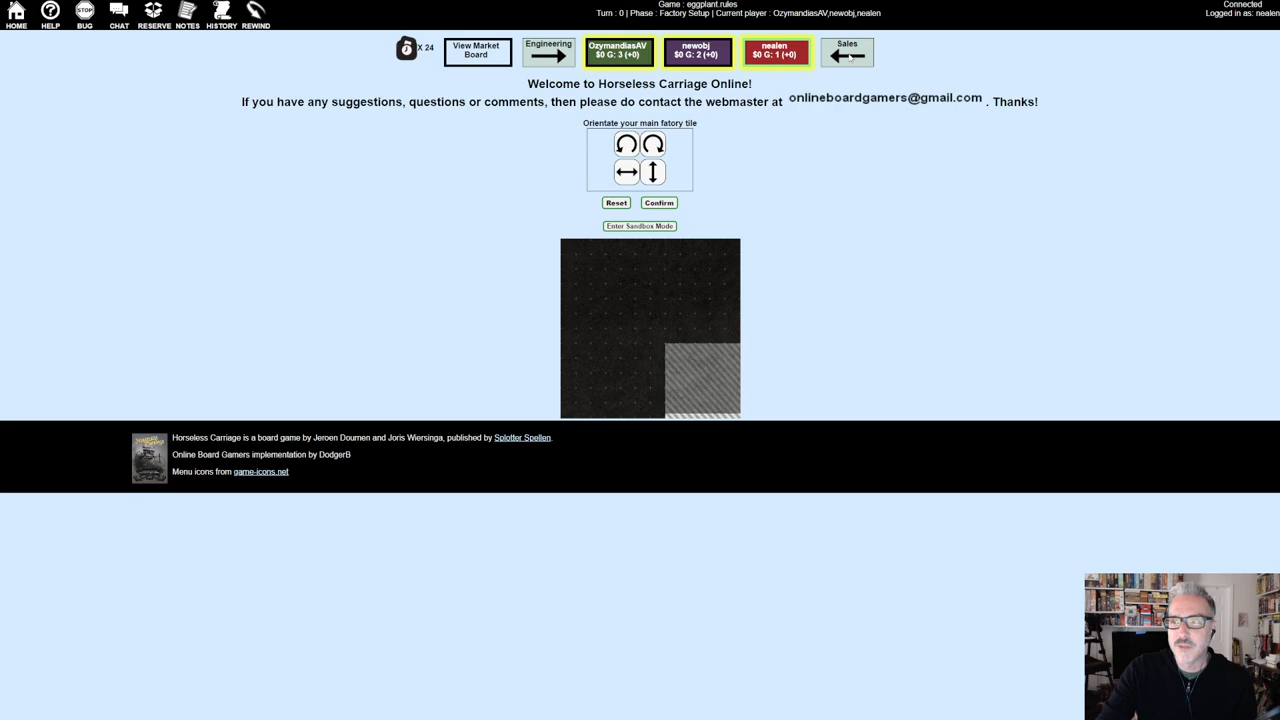 Game : eggplant.rules
Connected
Turn : 0 | Phase : Factory Setup | Current player : OzymandiasAV,newobj,nealen
Logged in as: nealen
HOME
HELP
STOP
BUG
CHAT
RESERVE
NOTES
HISTORY
REWIND
X 24
View Market
Board
Engineering
OzymandiasAV
$0 G: 3 (+0)
newobj
$0 G: 2 (+0)
nealen
$0 G: 1 (+0)
Sales
Welcome to Horseless Carriage Online!
If you have any suggestions, questions or comments, then please do contact the webmaster at onlineboardgamers@gmail.com . Thanks!
Orientate your main fatory tile
Reset
Confirm
Enter Sandbox Mode
Horseless Carriage is a board game by Jeroen Doumen and Joris Wiersinga, published by Splotter Spellen.
Online Board Gamers implementation by DodgerB
Menu icons from game-icons.net